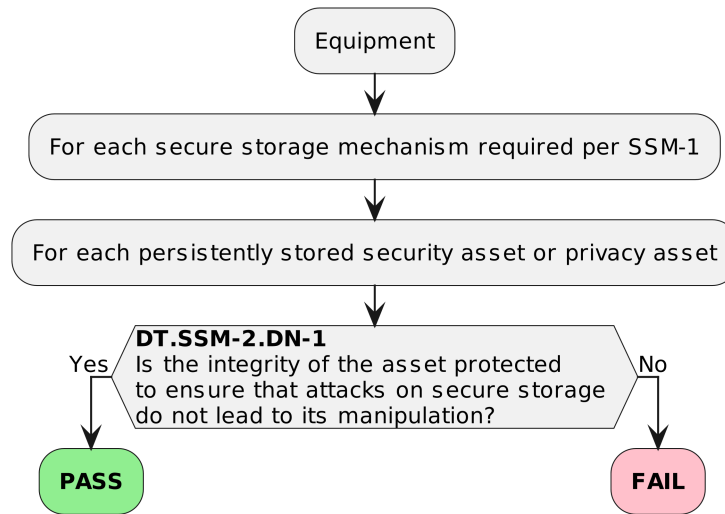 Equipment
For each secure storage mechanism required per SSM-1
For each persistently stored security asset or privacy asset
DT.SSM-2.DN-1
Yes
Is the integrity of the asset protected
No
to ensure that attacks on secure storage
do not lead to its manipulation?
PASS
FAIL